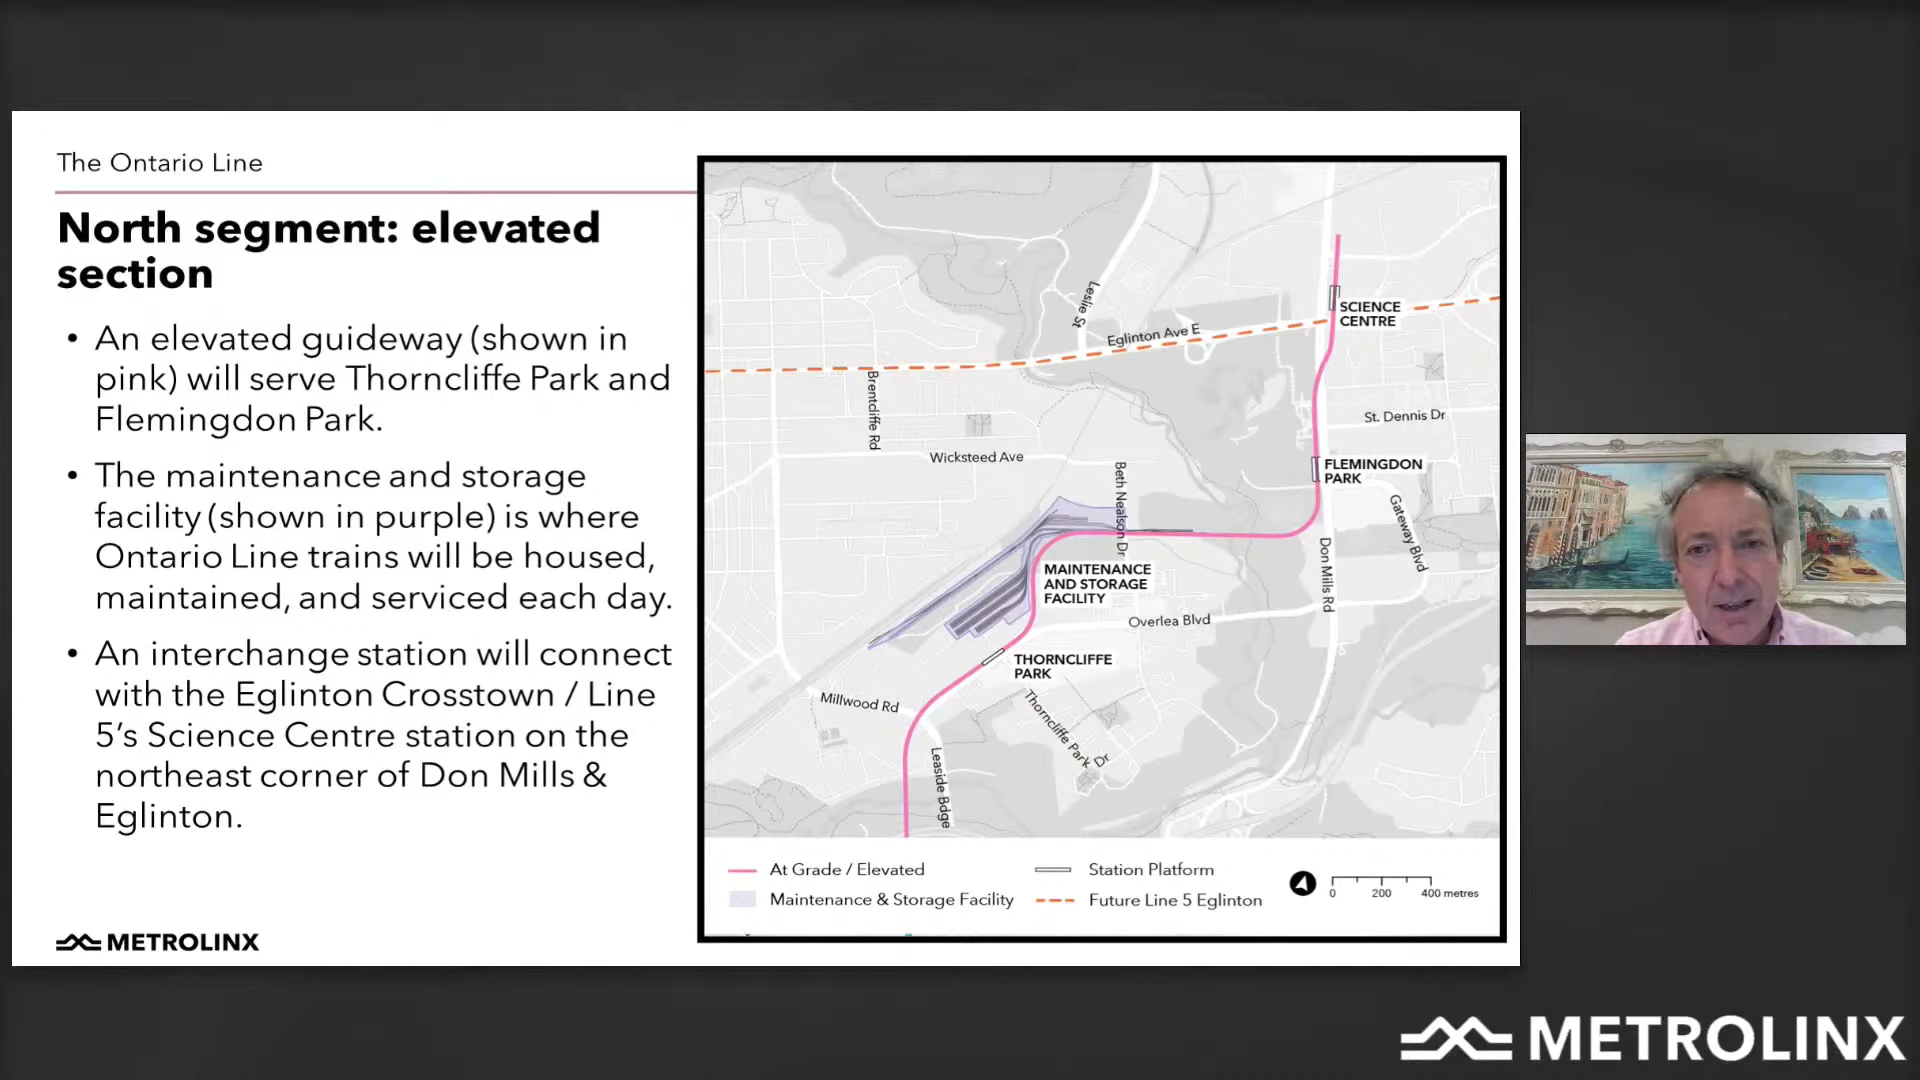 The Ontario Line
North segment: elevated
section
• An elevated guideway (shown in
pink) will serve Thorncliffe Park and
Flemingdon Park.
• The maintenance and storage
facility (shown in purple) is where
Ontario Line trains will be housed,
maintained, and serviced each day.
• An interchange station will connect
with the Eglinton Crosstown / Line
5's Science Centre station on the
northeast corner of Don Mills &
Eglinton.
METROLINX
Leslie St
SCIENCE
CENTRE
Eglinton Ave E
Brentcliffe Rd
St. Dennis Dr
Wicksteed Ave
Beth Nealson Dr
FLEMINGDON
PARK
Gateway Blvd
Don Mills Rd
MAINTENANCE
AND STORAGE
FACILITY
Overlea Blvd
THORNCLIFFE
PARK
Millwood Rd
Thorncliffe Park Dr
Leaside Bdge
At Grade / Elevated
Station Platform
Maintenance & Storage Facility
Future Line 5 Eglinton
0 200 400 metres
METROLINX